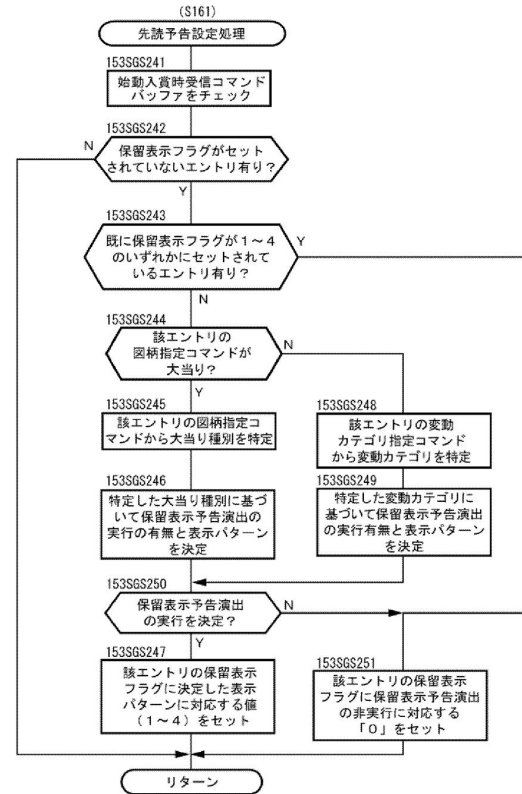 (S161)
先読予告設定処理
153SGS241
始動入賞時受信コマンド
バッファをチェック
153SGS242
N
保留表示フラグがセット
されていないエントリ有り?
Y
153SGS243
既に保留表示フラグが1~4
のいずれかにセットされて
いるエントリ有り?
Y
N
153SGS244
該エントリの
図柄指定コマンドが
大当り?
N
Y
153SGS245
該エントリの図柄指定コ
マンドから大当り種別を特定
153SGS248
該エントリの変動
カテゴリ指定コマンド
から変動カテゴリを特定
153SGS246
特定した大当り種別に基づ
いて保留表示予告演出の
実行の有無と表示パターン
を決定
153SGS249
特定した変動カテゴリに
基づいて保留表示予告演出
の実行有無と表示パターン
を決定
153SGS250
保留表示予告演出
の実行を決定?
N
Y
153SGS247
該エントリの保留表示
フラグに決定した表示
パターンに対応する値
(1~4)をセット
153SGS251
該エントリの保留表示
フラグに保留表示予告演出
の非実行に対応する
「0」をセット
リターン